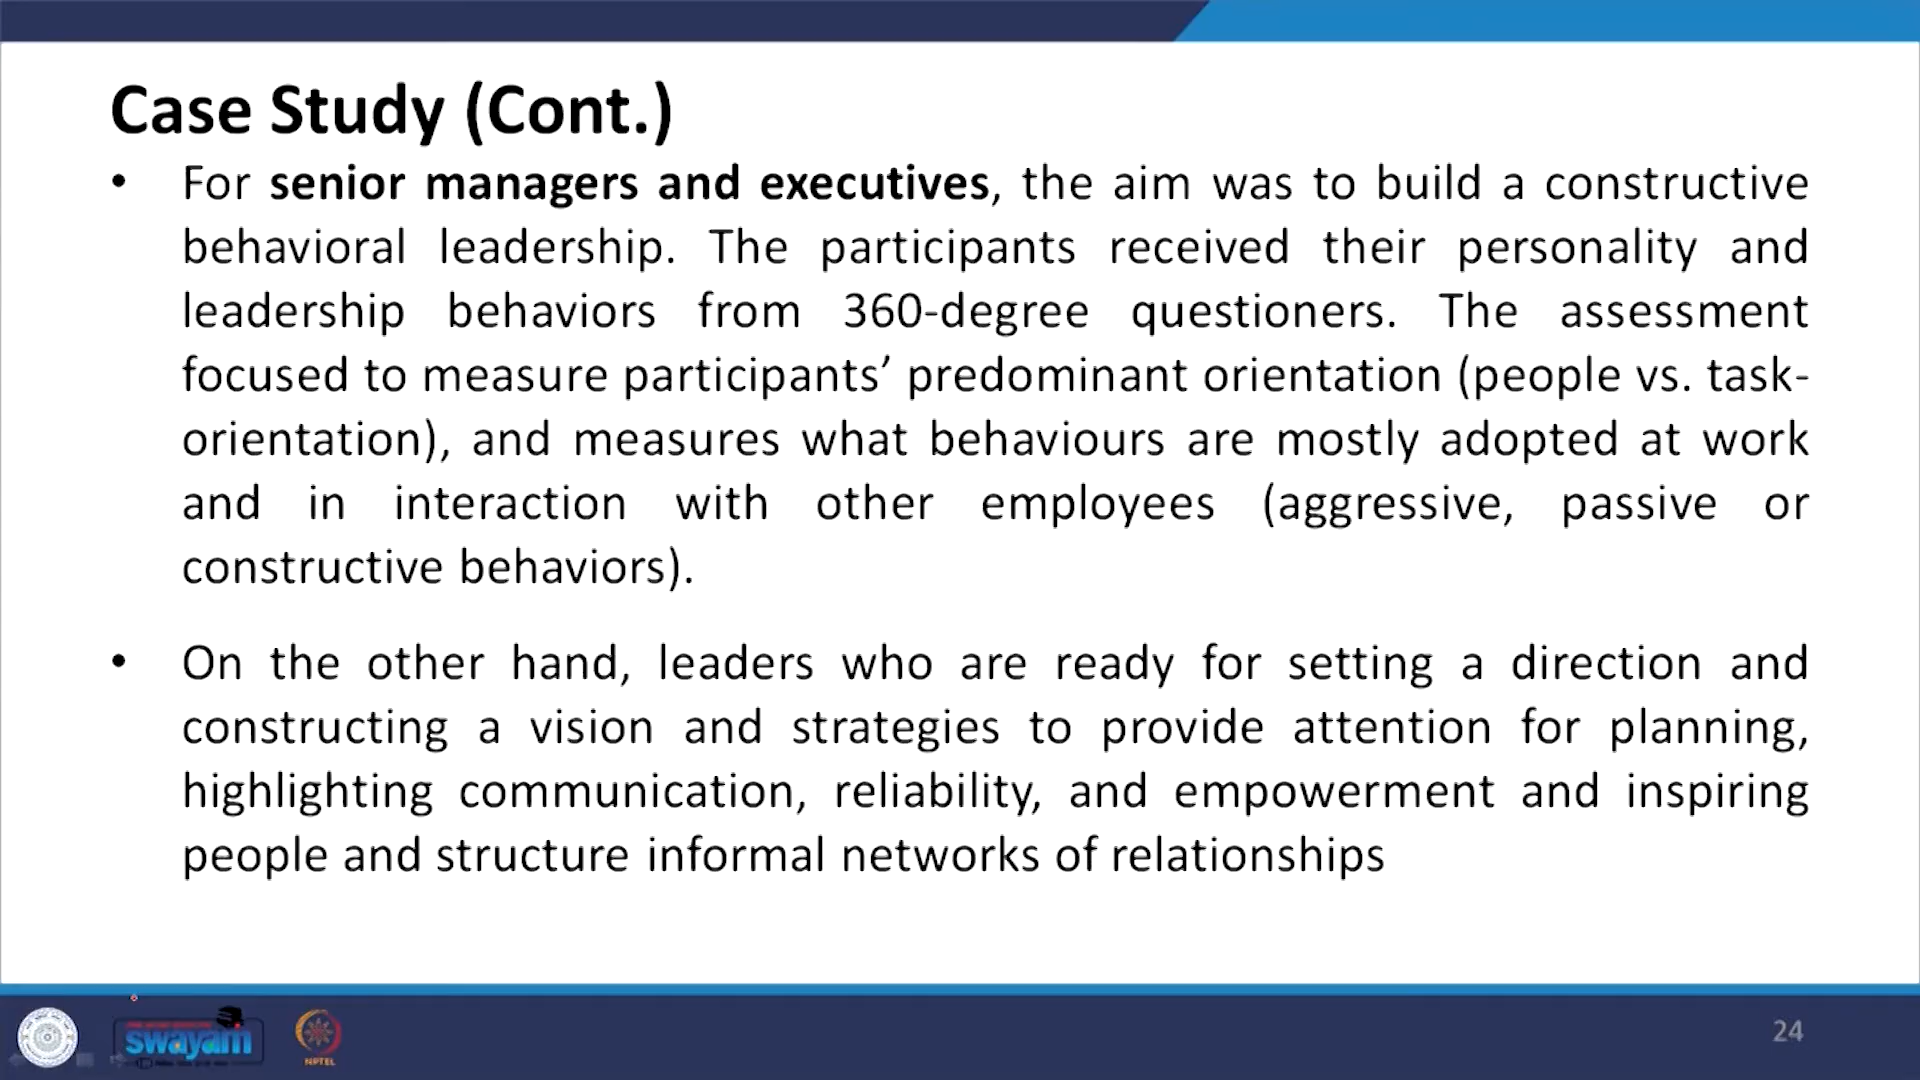 Case Study (Cont.)
• For senior managers and executives, the aim was to build a constructive
behavioral leadership. The participants received their personality and
leadership behaviors from 360-degree questioners. The assessment
focused to measure participants’ predominant orientation (people vs. task-
orientation), and measures what behaviours are mostly adopted at work
and in interaction with other employees (aggressive, passive or
constructive behaviors).
• On the other hand, leaders who are ready for setting a direction and
constructing a vision and strategies to provide attention for planning,
highlighting communication, reliability, and empowerment and inspiring
people and structure informal networks of relationships
swayam
NPTEL
24